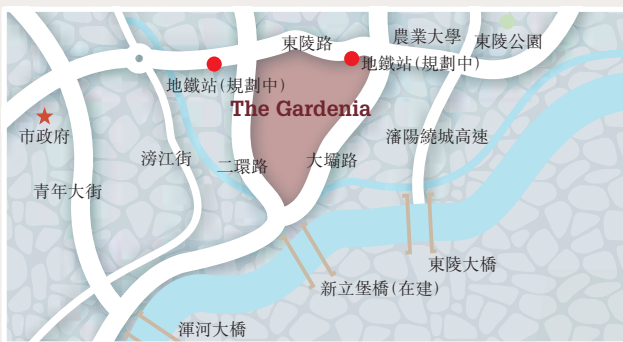 東陵路
農業大學
東陵公園
地鐵站(規劃中)
地鐵站(規劃中)
The Gardenia
市政府
滂江街
二環路
大壩路
瀋陽繞城高速
青年大街
東陵大橋
新立堡橋(在建)
渾河大橋